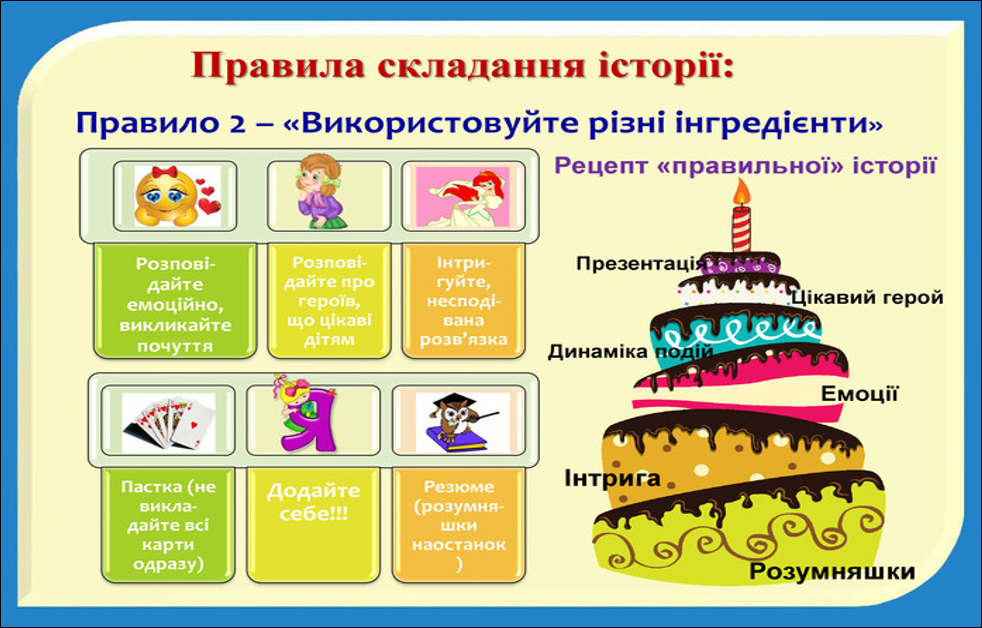 Правила складання історії:
Правило 2 – «Використовуйте різні інгредієнти»
Розпові-
дайте
емоційно,
викликайте
почуття
Розпові-
дайте про
героїв,
що цікаві
дітям
Інтри-
гуйте,
несподі-
вана
розв’язка
Пастка (не
викла-
дайте всі
карти
одразу)
Я
Додайте
себе!!!
Резюме
(розумня-
шки
наостанок
)
Рецепт «правильної» історії
Презентація
Цікавий герой
Динаміка подій
Емоції
Інтрига
Розумняшки